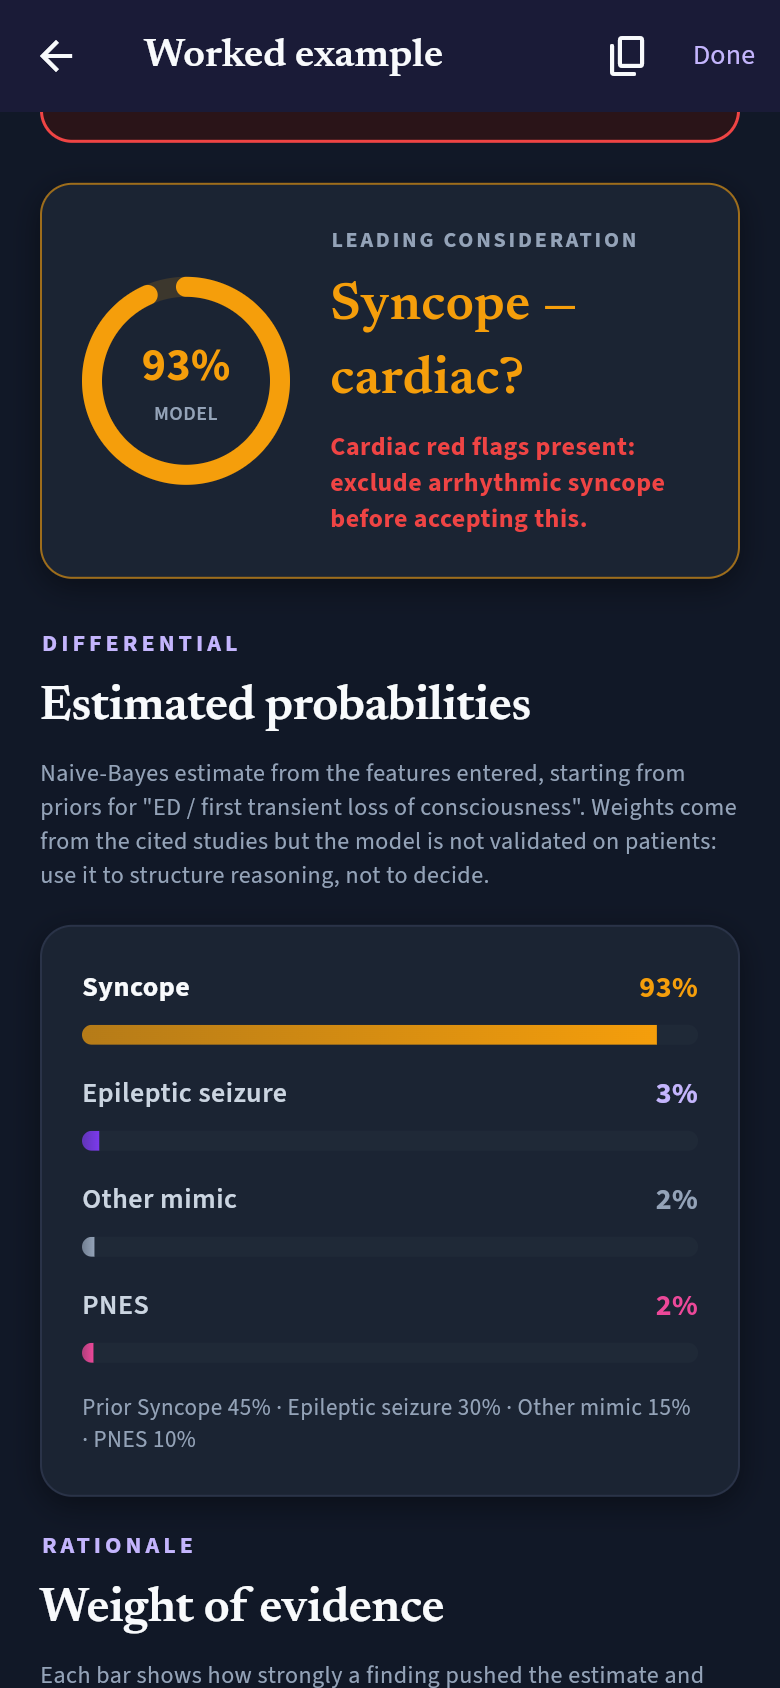 Worked example
Done
LEADING CONSIDERATION
Syncope –
cardiac?
93%
MODEL
Cardiac red flags present:
exclude arrhythmic syncope
before accepting this.
DIFFERENTIAL
Estimated probabilities
Naive-Bayes estimate from the features entered, starting from
priors for "ED / first transient loss of consciousness". Weights come
from the cited studies but the model is not validated on patients:
use it to structure reasoning, not to decide.
Syncope 93%
Epileptic seizure 3%
Other mimic 2%
PNES 2%
Prior Syncope 45% · Epileptic seizure 30% · Other mimic 15%
· PNES 10%
RATIONALE
Weight of evidence
Each bar shows how strongly a finding pushed the estimate and